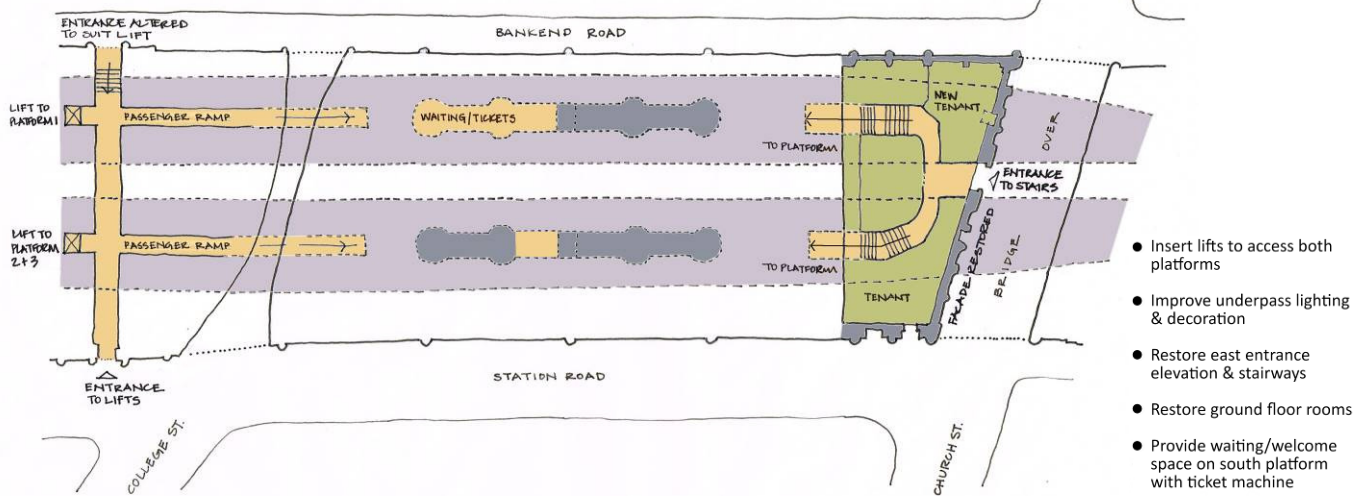 ENTRANCE ALTERED
TO SUIT LIFT
BANKEND ROAD
LIFT TO
PLATFORM 1
PASSENGER RAMP
WAITING/TICKETS
NEW
TENANT
OVER
TO PLATFORM
ENTRANCE
TO STAIRS
LIFT TO
PLATFORM
2+3
PASSENGER RAMP
TO PLATFORM
TENANT
FACADE RESTORED
BRIDGE
ENTRANCE
TO LIFTS
STATION ROAD
COLLEGE ST.
CHURCH ST.
● Insert lifts to access both
platforms
● Improve underpass lighting
& decoration
● Restore east entrance
elevation & stairways
● Restore ground floor rooms
● Provide waiting/welcome
space on south platform
with ticket machine